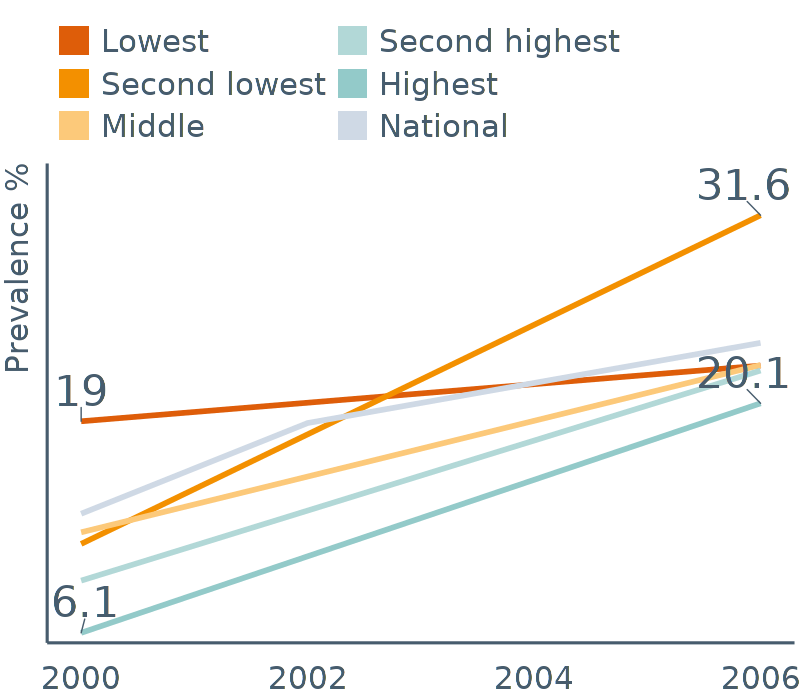 Lowest
Second highest
Second lowest
Highest
Middle
National
Prevalence %
31.6
20.1
19
6.1
2000
2002
2004
2006